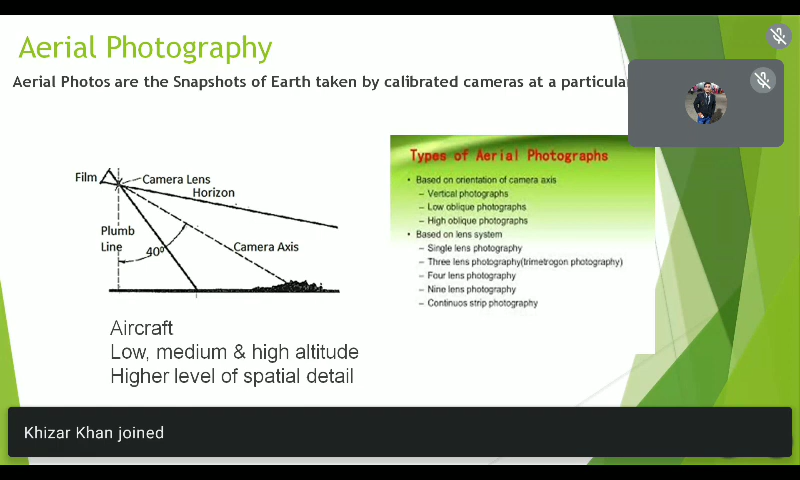 Aerial Photography
Aerial Photos are the Snapshots of Earth taken by calibrated cameras at a particular
Film
Camera Lens
Horizon
Plumb
Line
40°
Camera Axis
Types of Aerial Photographs
• Based on orientation of camera axis
– Vertical photographs
– Low oblique photographs
– High oblique photographs
• Based on lens system
– Single lens photography
– Three lens photography(trimetrogon photography)
– Four lens photography
– Nine lens photography
– Continuos strip photography
Aircraft
Low, medium & high altitude
Higher level of spatial detail
Khizar Khan joined